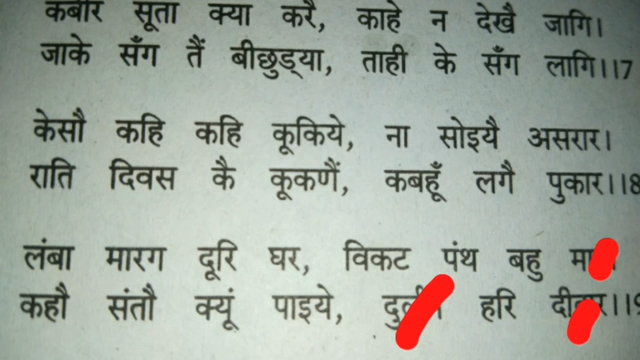 कबीर सूता क्या करै, काहे न देखै जागि।
जाके सँग तैं बीछुड़्या, ताही के सँग लागि।।7
केसौ कहि कहि कूकिये, ना सोइयै असरार।
राति दिवस कै कूकणैं, कबहूँ लगै पुकार।।8
लंबा मारग दूरि घर, विकट पंथ बहु
कहौ संतौ क्यूं पाइये, हरि